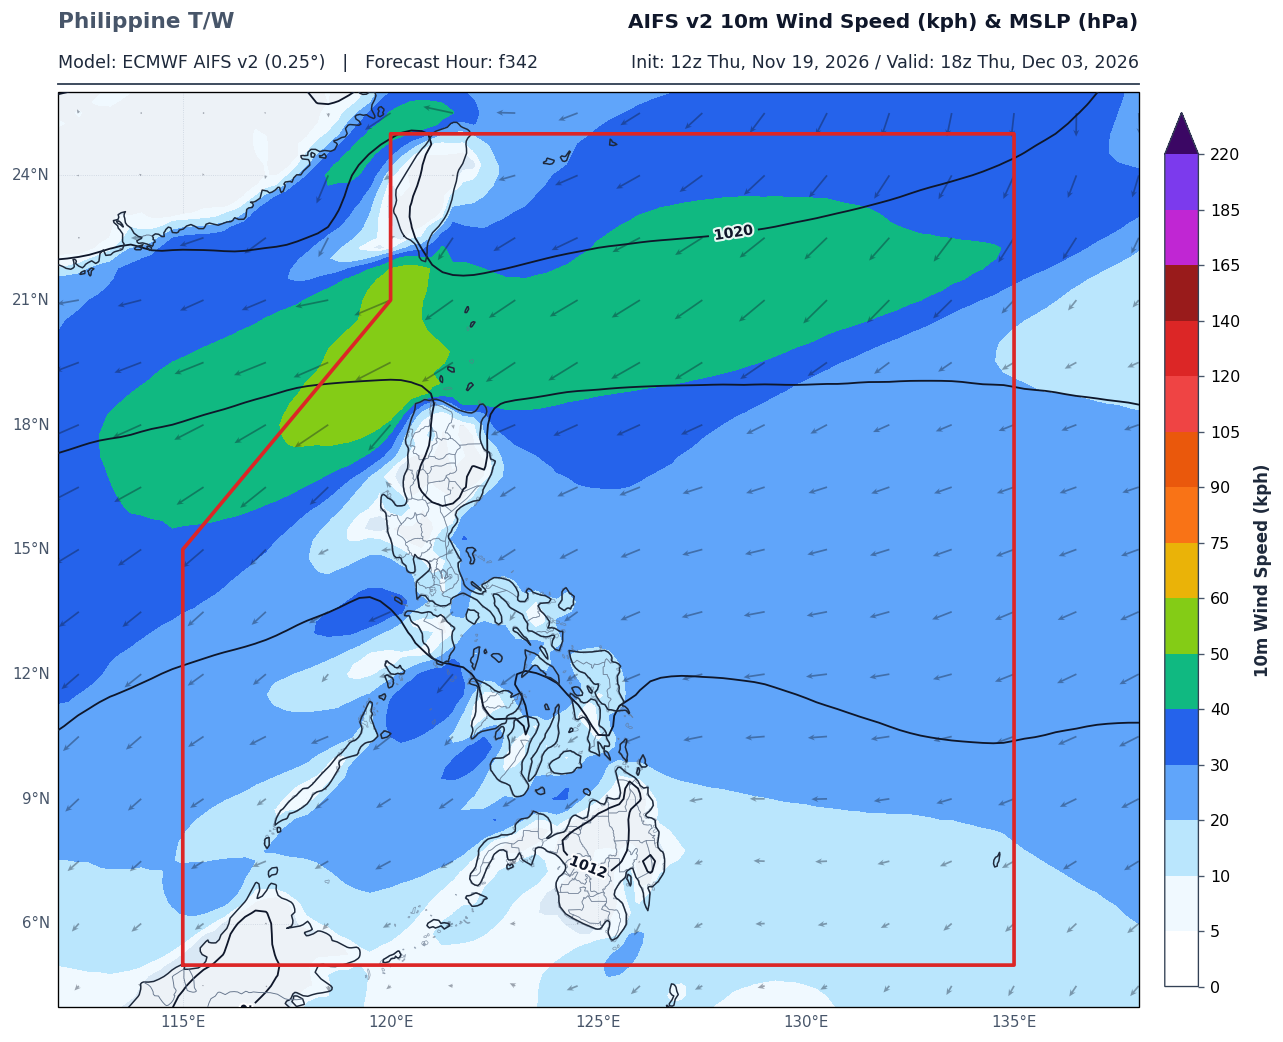 Philippine T/W
AIFS v2 10m Wind Speed (kph) & MSLP (hPa)
Model: ECMWF AIFS v2 (0.25°) | Forecast Hour: f342
Init: 12z Thu, Nov 19, 2026 / Valid: 18z Thu, Dec 03, 2026
24°N
21°N
18°N
15°N
12°N
9°N
6°N
1020
1012
115°E
120°E
125°E
130°E
135°E
220
185
165
140
120
105
90
75
60
50
40
30
20
10
5
0
10m Wind Speed (kph)